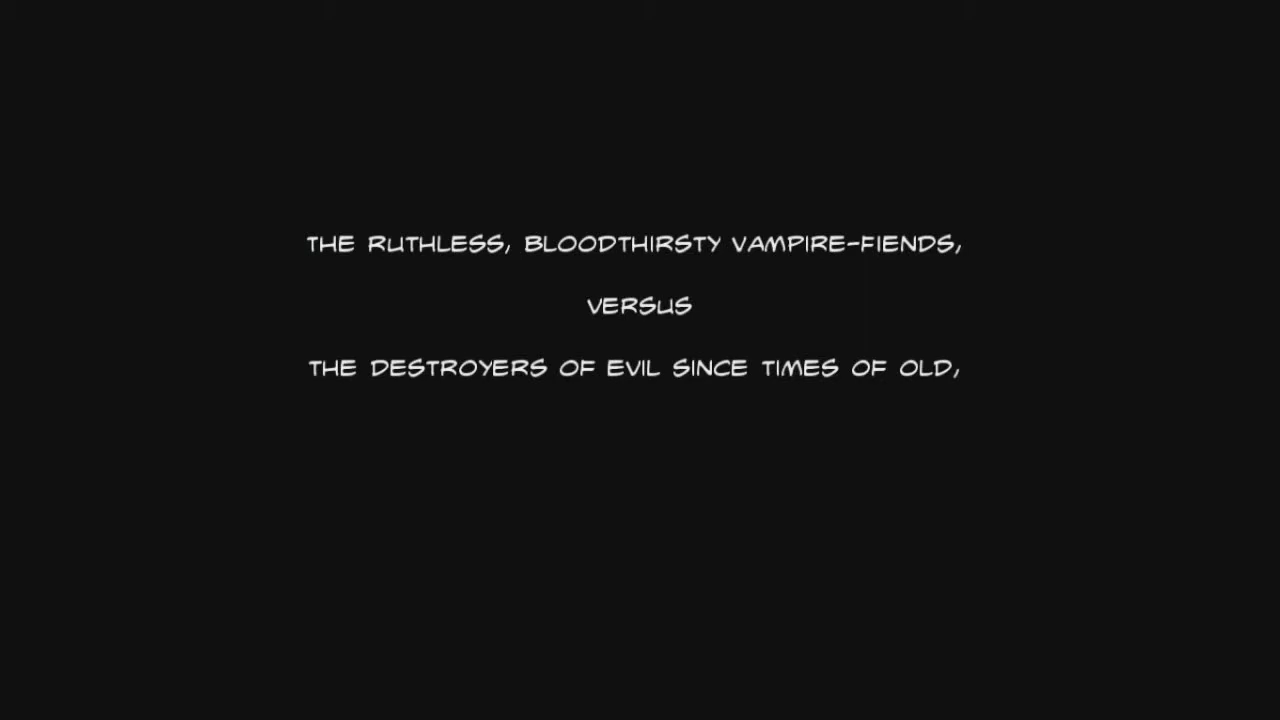 THE RUTHLESS, BLOODTHIRSTY VAMPIRE-FIENDS,
VERSUS
THE DESTROYERS OF EVIL SINCE TIMES OF OLD,